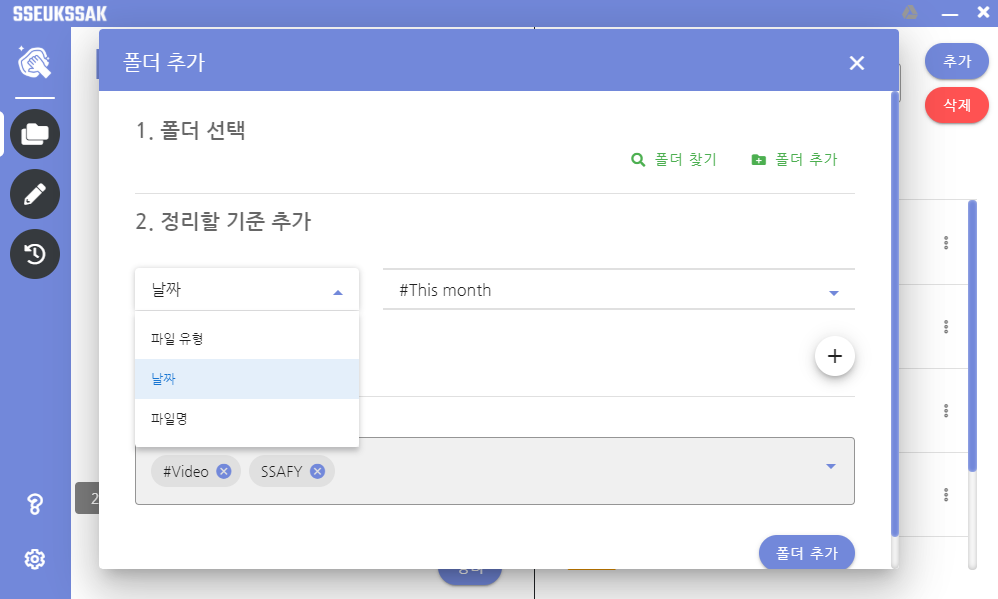 SSEUKSSAK
폴더 추가
추가
삭제
1. 폴더 선택
폴더 찾기
폴더 추가
2. 정리할 기준 추가
날짜
#This month
파일 유형
날짜
파일명
#Video
SSAFY
2
폴더 추가